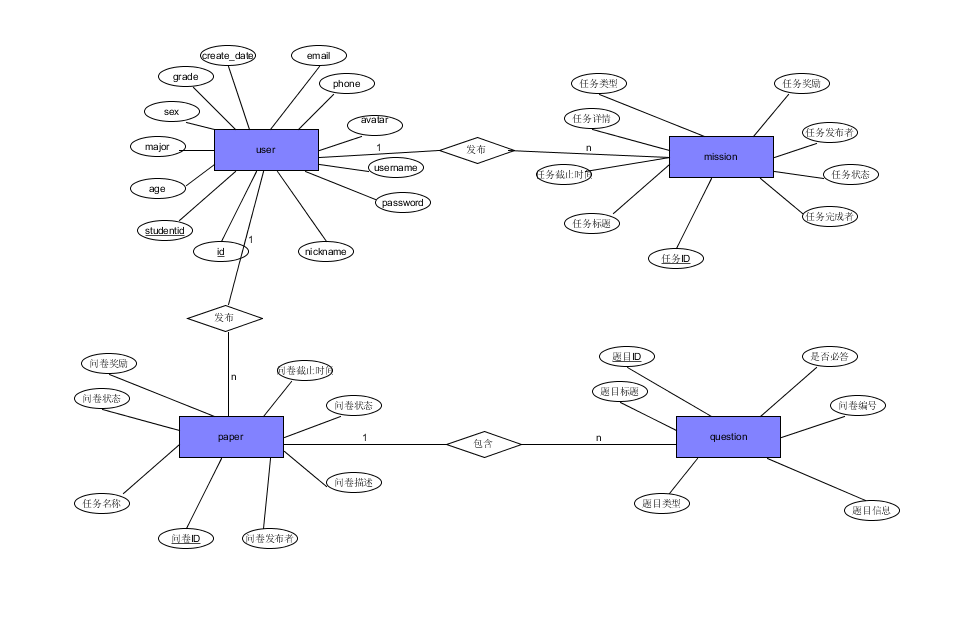 create_date
email
grade
phone
sex
avatar
major
user
1
username
age
password
studentid
id
1
nickname
发布
n
任务类型
任务奖励
任务详情
任务发布者
mission
任务截止时间
任务状态
任务标题
任务完成者
任务ID
发布
n
问卷奖励
问卷截止时间
问卷状态
问卷状态
paper
1
包含
n
任务名称
问卷描述
问卷ID
问卷发布者
题目ID
是否必答
题目标题
问卷编号
question
题目类型
题目信息